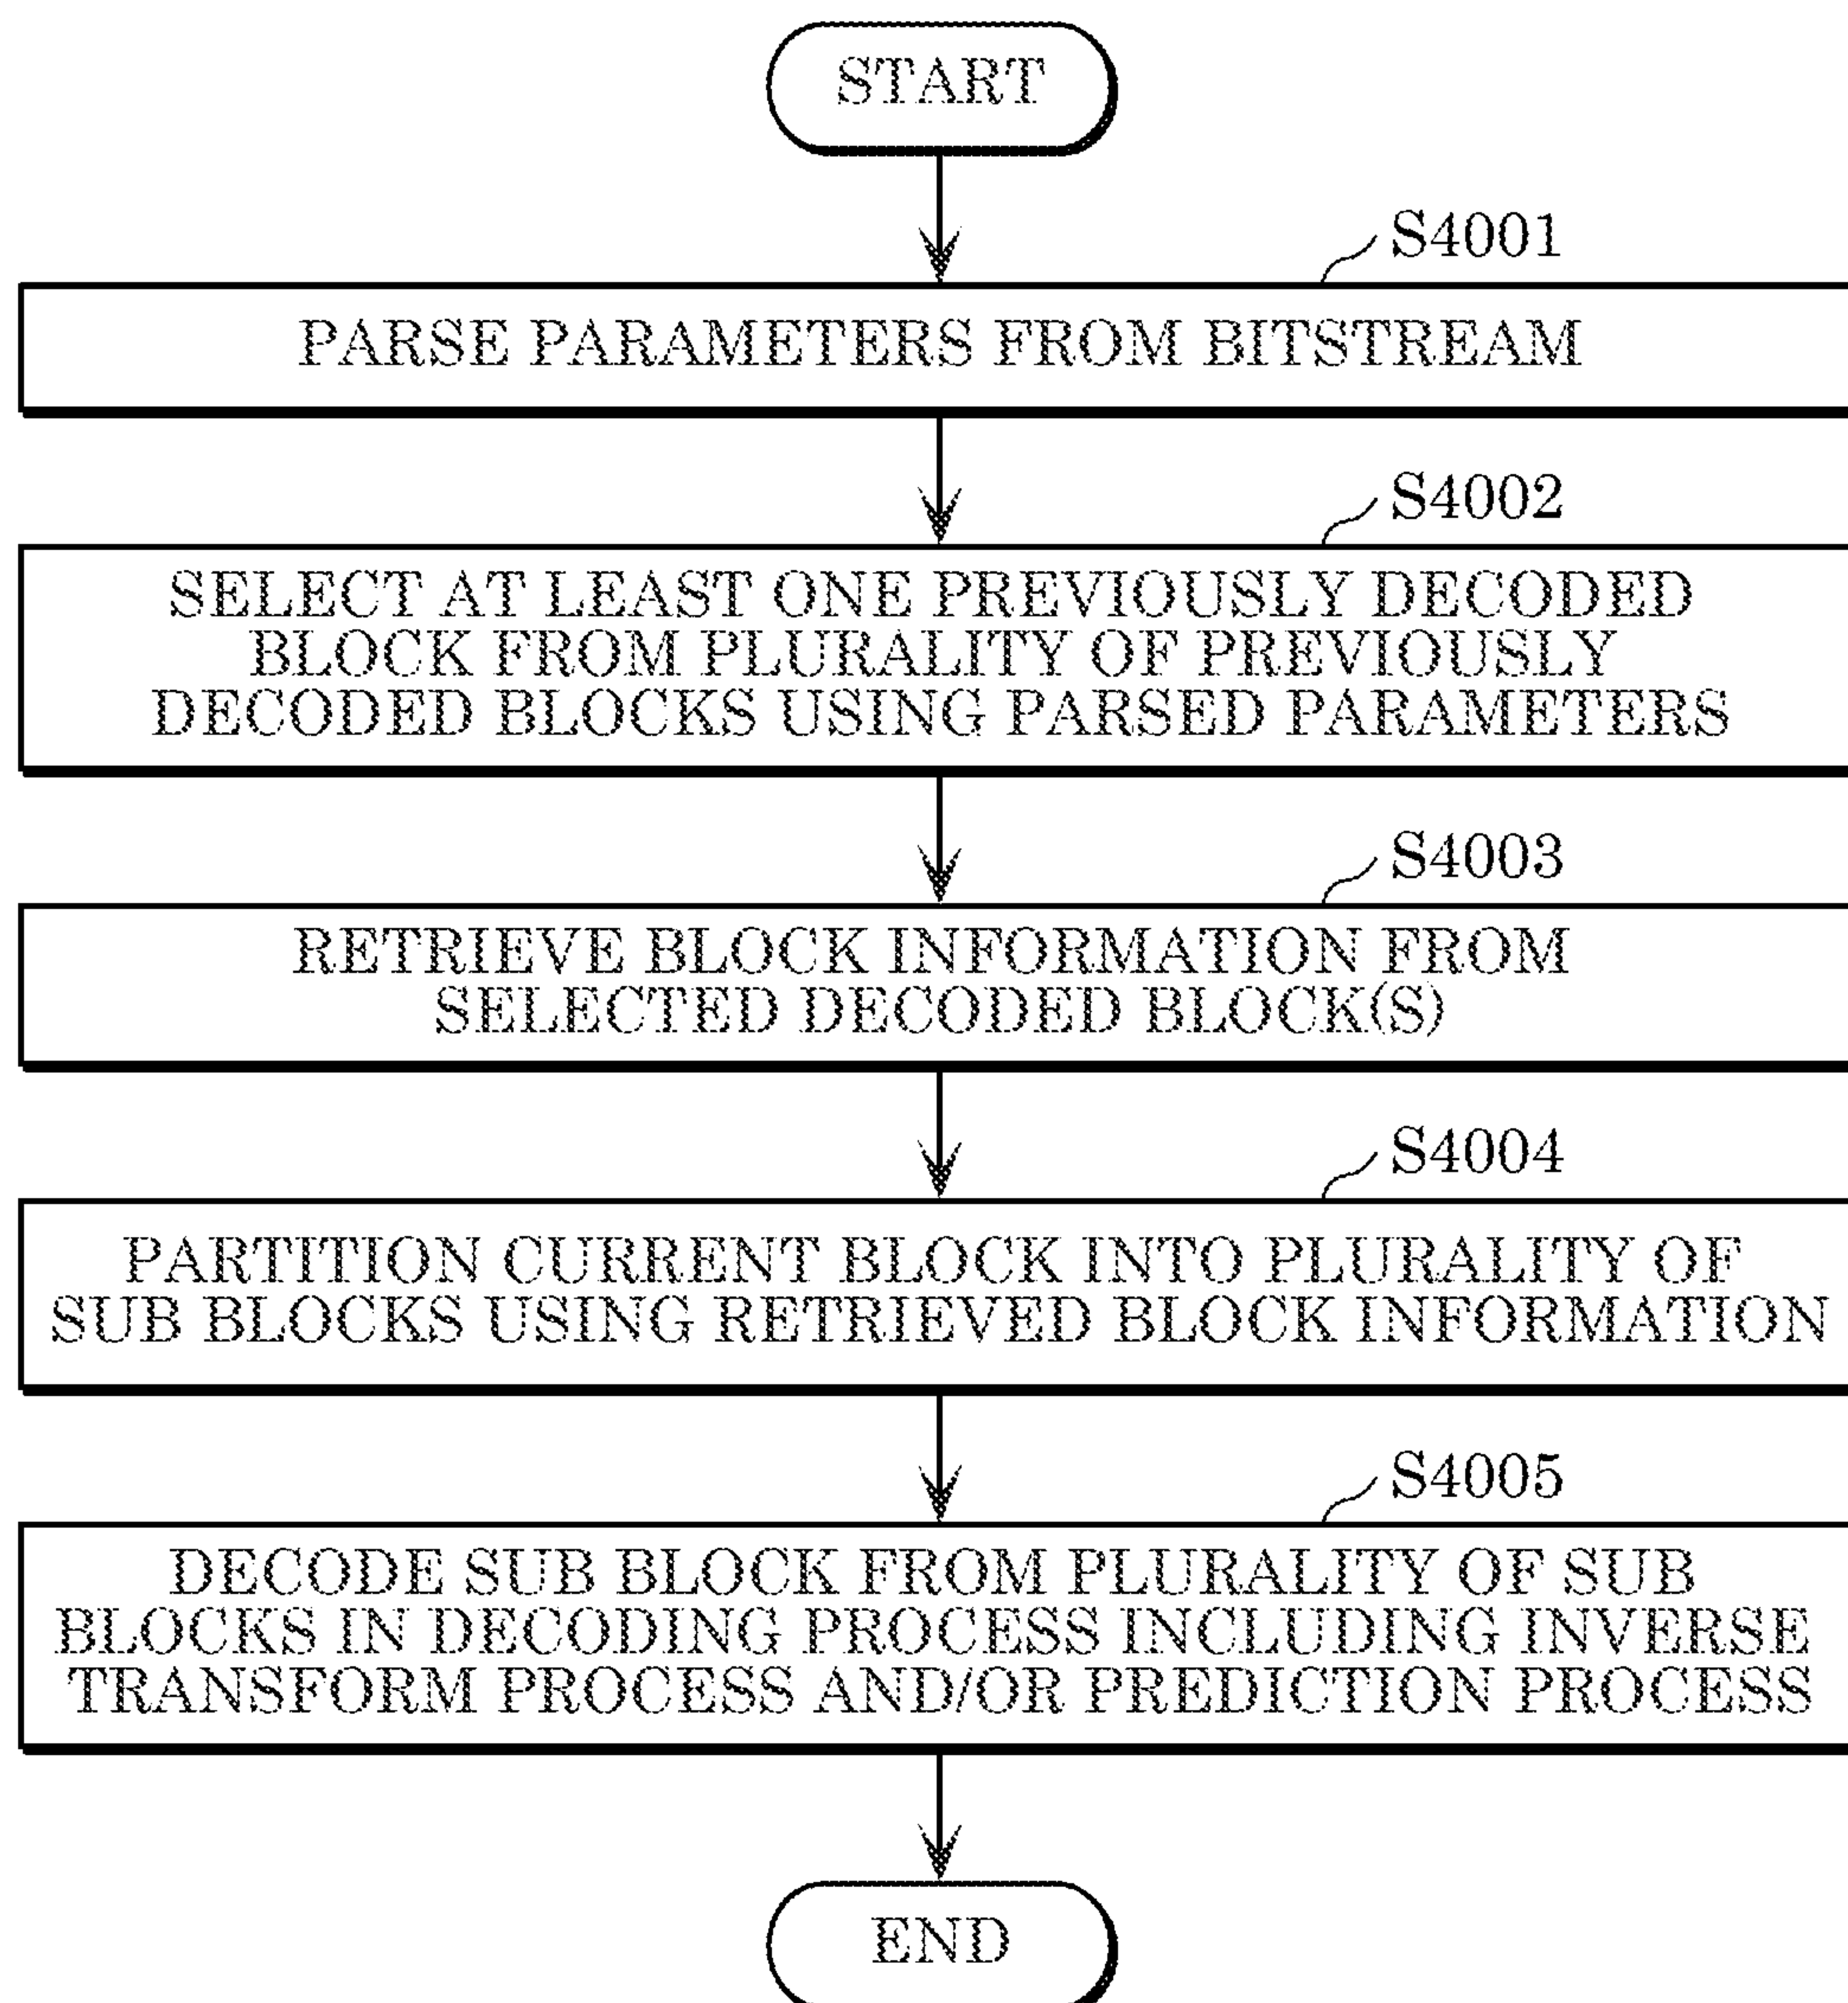 START
S4001
PARSE PARAMETERS FROM BITSTREAM
S4002
SELECT AT LEAST ONE PREVIOUSLY DECODED
BLOCK FROM PLURALITY OF PREVIOUSLY
DECODED BLOCKS USING PARSED PARAMETERS
S4003
RETRIEVE BLOCK INFORMATION FROM
SELECTED DECODED BLOCK(S)
S4004
PARTITION CURRENT BLOCK INTO PLURALITY OF
SUB BLOCKS USING RETRIEVED BLOCK INFORMATION
S4005
DECODE SUB BLOCK FROM PLURALITY OF SUB
BLOCKS IN DECODING PROCESS INCLUDING INVERSE
TRANSFORM PROCESS AND/OR PREDICTION PROCESS
END